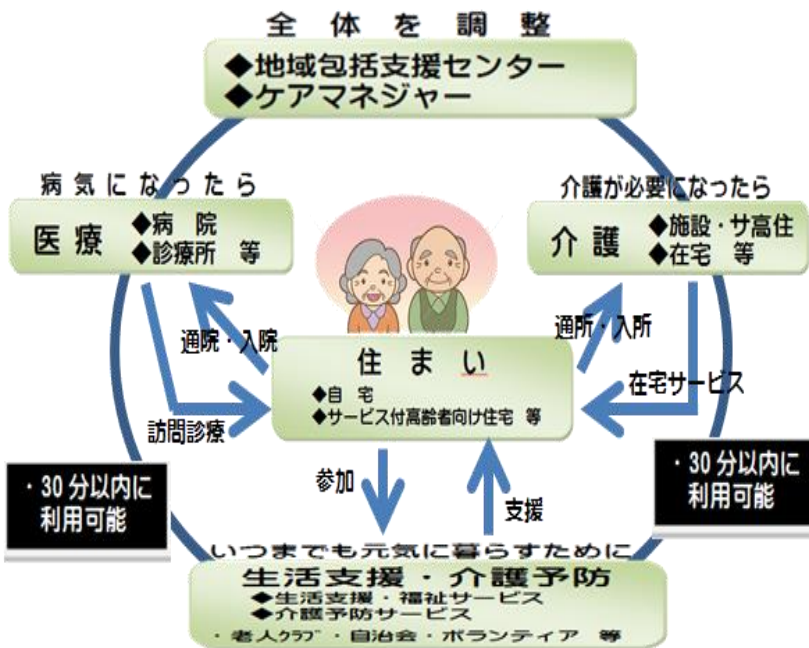 全体を調整
◆地域包括支援センター
◆ケアマネジャー
病気になったら
医療
◆病　院
◆診療所　等
介護が必要になったら
介護
◆施設・サ高住
◆在宅　等
通院・入院
通所・入所
住まい
◆自　宅
◆サービス付高齢者向け住宅　等
訪問診療
在宅サービス
・30分以内に
利用可能
・30分以内に
利用可能
参加
支援
いつまでも元気に暮らすために
生活支援・介護予防
◆生活支援・福祉サービス
◆介護予防サービス
・老人ｸﾗﾌﾞ・自治会・ボランティア　等